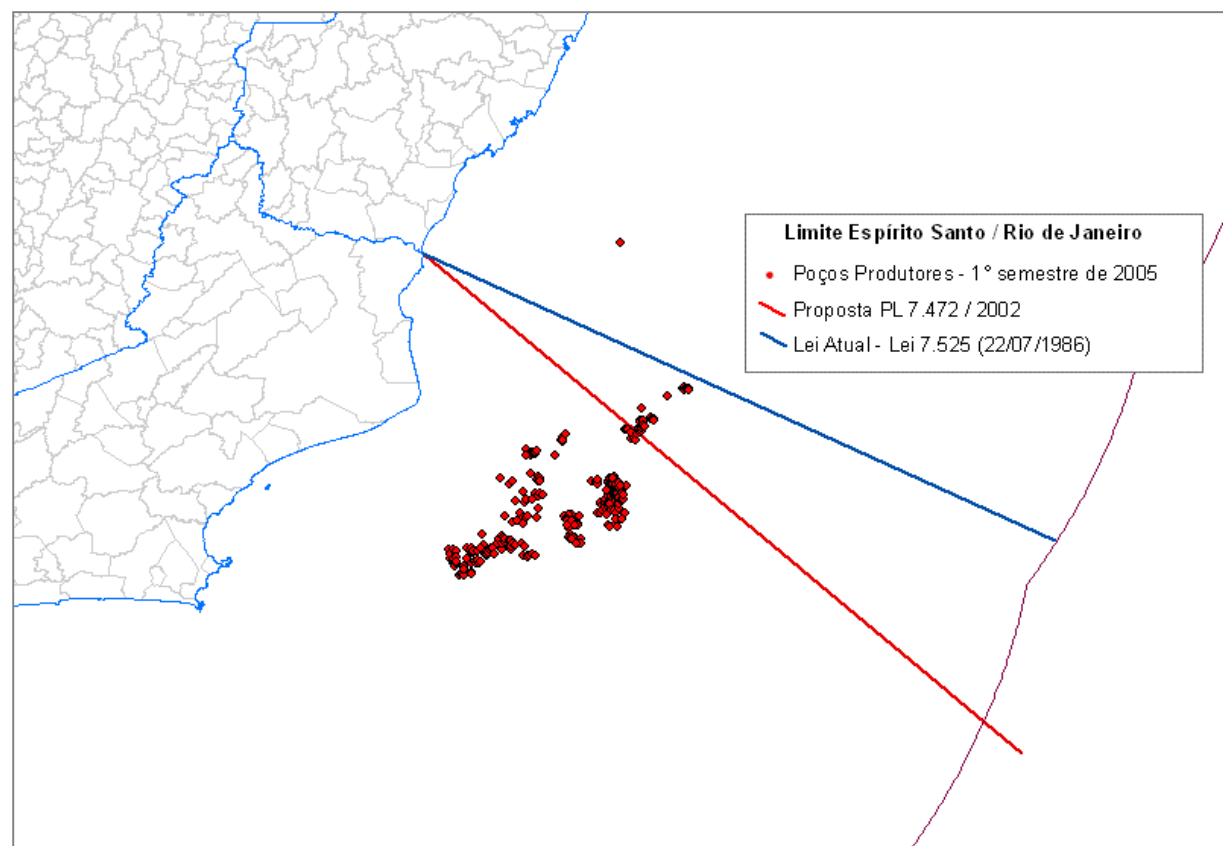 Limite Espírito Santo / Rio de Janeiro
Poços Produtores - 1° semestre de 2005
Proposta PL 7.472 / 2002
Lei Atual - Lei 7.525 (22/07/1986)